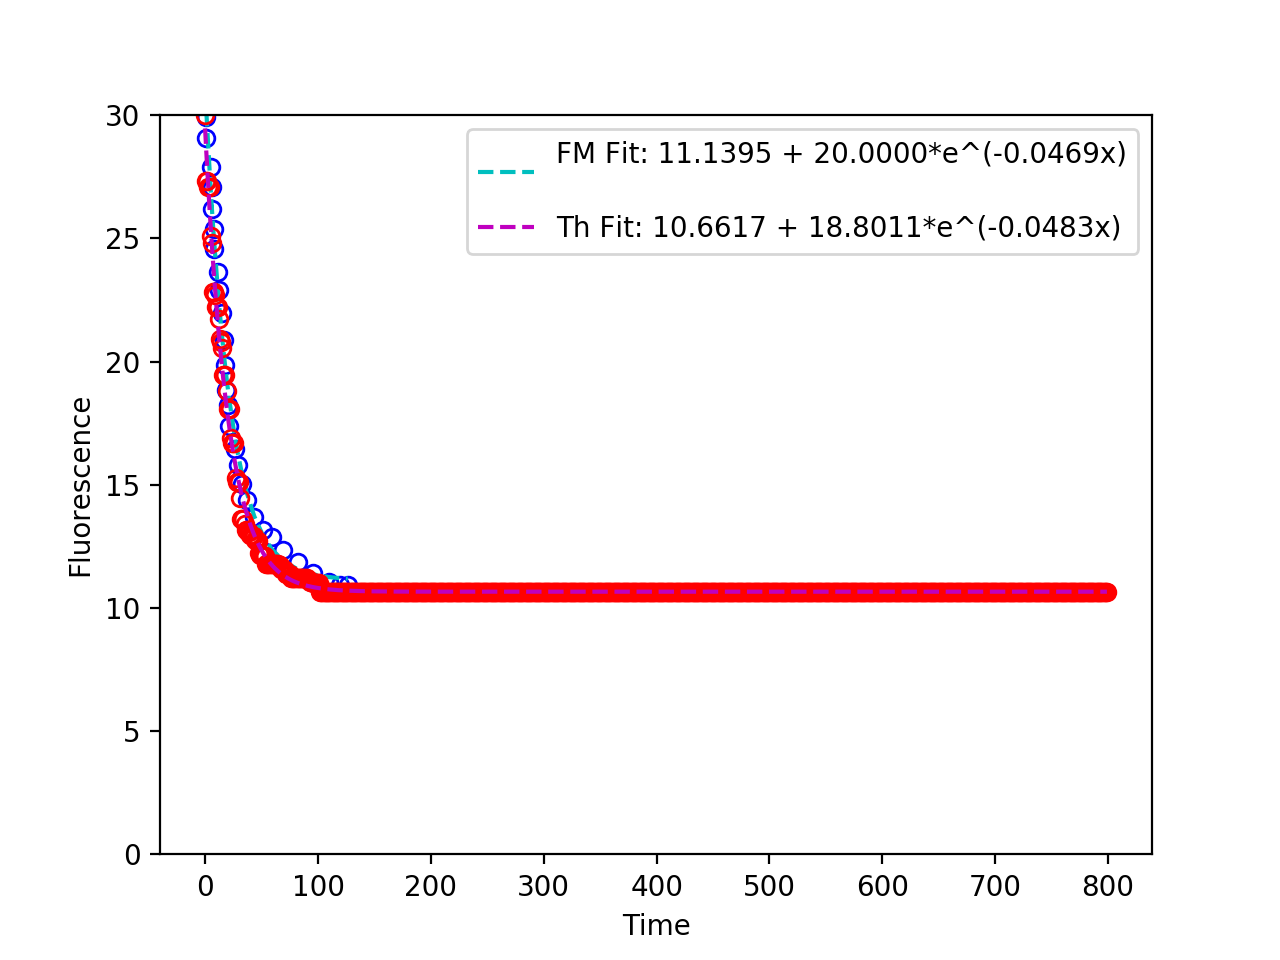 30
25
20
15
10
5
0
Fluorescence
FM Fit: 11.1395 + 20.0000*e^(-0.0469x)
Th Fit: 10.6617 + 18.8011*e^(-0.0483x)
0 100 200 300 400 500 600 700 800
Time